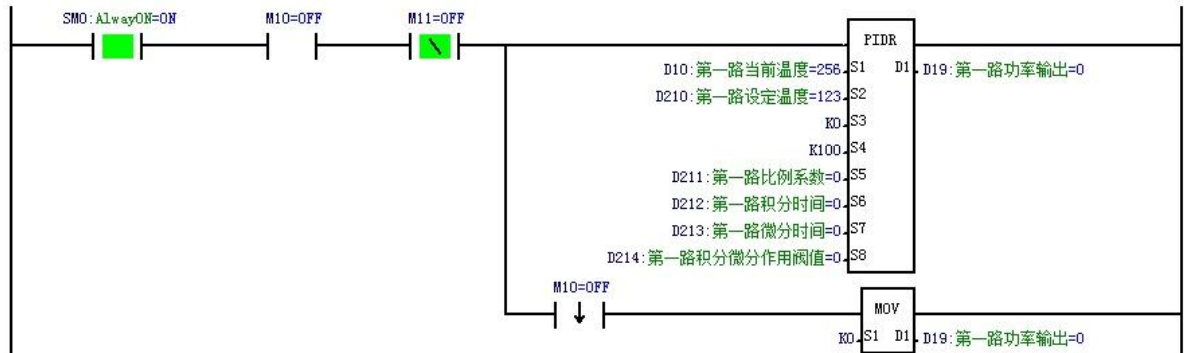 SM0:AlwayON=ON M10=OFF M11=OFF
PIDR
D10:第一路当前温度=256 S1 D1 D19:第一路功率输出=0
D210:第一路设定温度=123 S2
K0 S3
K100 S4
D211:第一路比例系数=0 S5
D212:第一路积分时间=0 S6
D213:第一路微分时间=0 S7
D214:第一路积分微分作用阀值=0 S8
M10=OFF
MOV
K0 S1 D1 D19:第一路功率输出=0